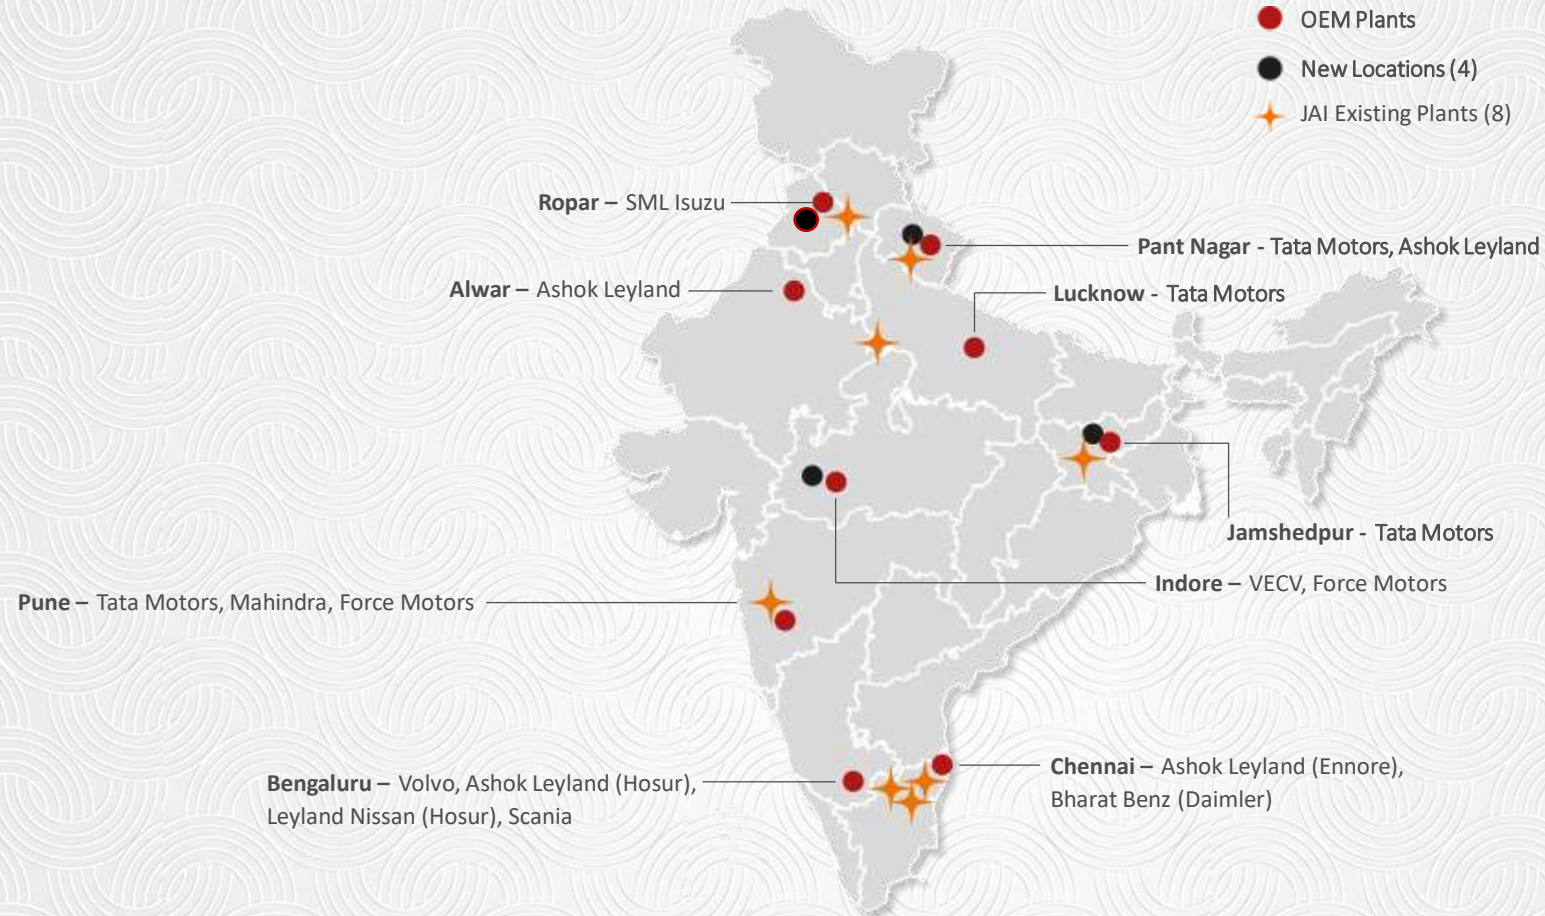 OEM Plants
New Locations (4)
JAI Existing Plants (8)
Ropar – SML Isuzu
Pant Nagar - Tata Motors, Ashok Leyland
Alwar – Ashok Leyland
Lucknow - Tata Motors
Jamshedpur - Tata Motors
Indore – VECV, Force Motors
Pune – Tata Motors, Mahindra, Force Motors
Bengaluru – Volvo, Ashok Leyland (Hosur),
Leyland Nissan (Hosur), Scania
Chennai – Ashok Leyland (Ennore),
Bharat Benz (Daimler)